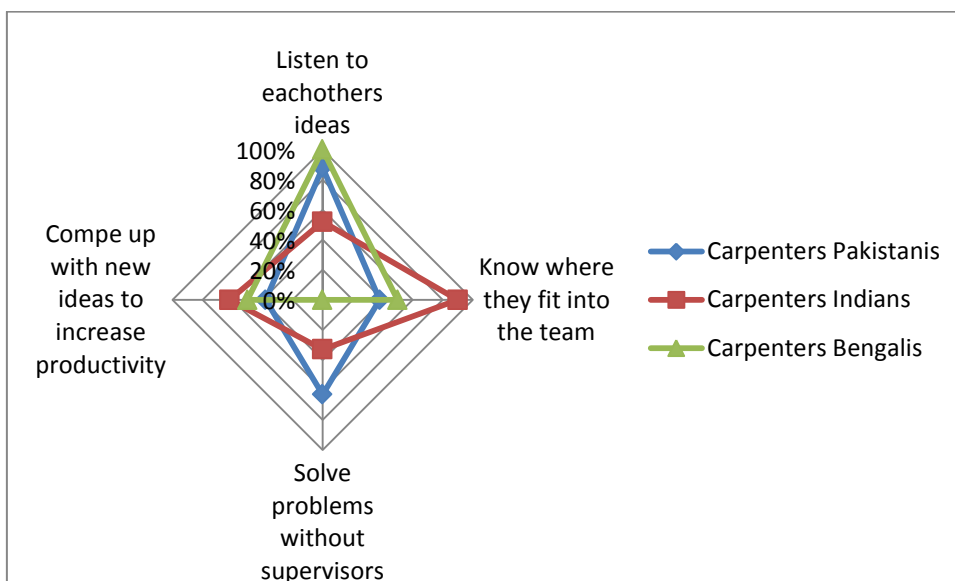 Listen to
eachothers
ideas
100%
80%
60%
40%
20%
0%
Compe up
with new
ideas to
increase
productivity
Know where
they fit into
the team
Solve
problems
without
supervisors
Carpenters Pakistanis
Carpenters Indians
Carpenters Bengalis